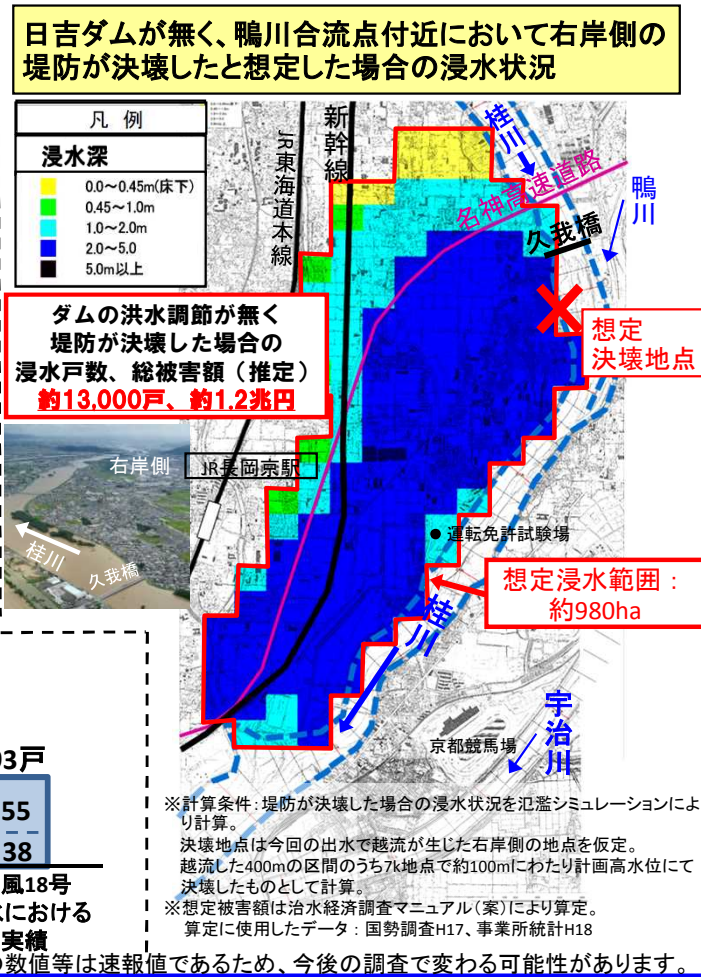 日吉ダムが無く、鴨川合流点付近において右岸側の
堤防が決壊したと想定した場合の浸水状況
凡 例
浸水深
0.0～0.45m(床下)
0.45～1.0m
1.0～2.0m
2.0～5.0
5.0m以上
JR東海道本線
新幹線
桂川
名神高速道路
鴨川
久我橋
ダムの洪水調節が無く
堤防が決壊した場合の
浸水戸数、総被害額（推定）
約13,000戸、約1.2兆円
想定
決壊地点
右岸側
JR長岡京駅
桂川
久我橋
運転免許試験場
想定浸水範囲：
約980ha
桂川
宇治川
京都競馬場
93戸
55
38
風18号
における
実績
※計算条件：堤防が決壊した場合の浸水状況を氾濫シミュレーションによ
り計算。
決壊地点は今回の出水で越流が生じた右岸側の地点を仮定。
越流した400mの区間のうち7k地点で約100mにわたり計画高水位にて
決壊したものとして計算。
※想定被害額は治水経済調査マニュアル（案）により算定。
算定に使用したデータ：国勢調査H17、事業所統計H18
数値等は速報値であるため、今後の調査で変わる可能性があります。